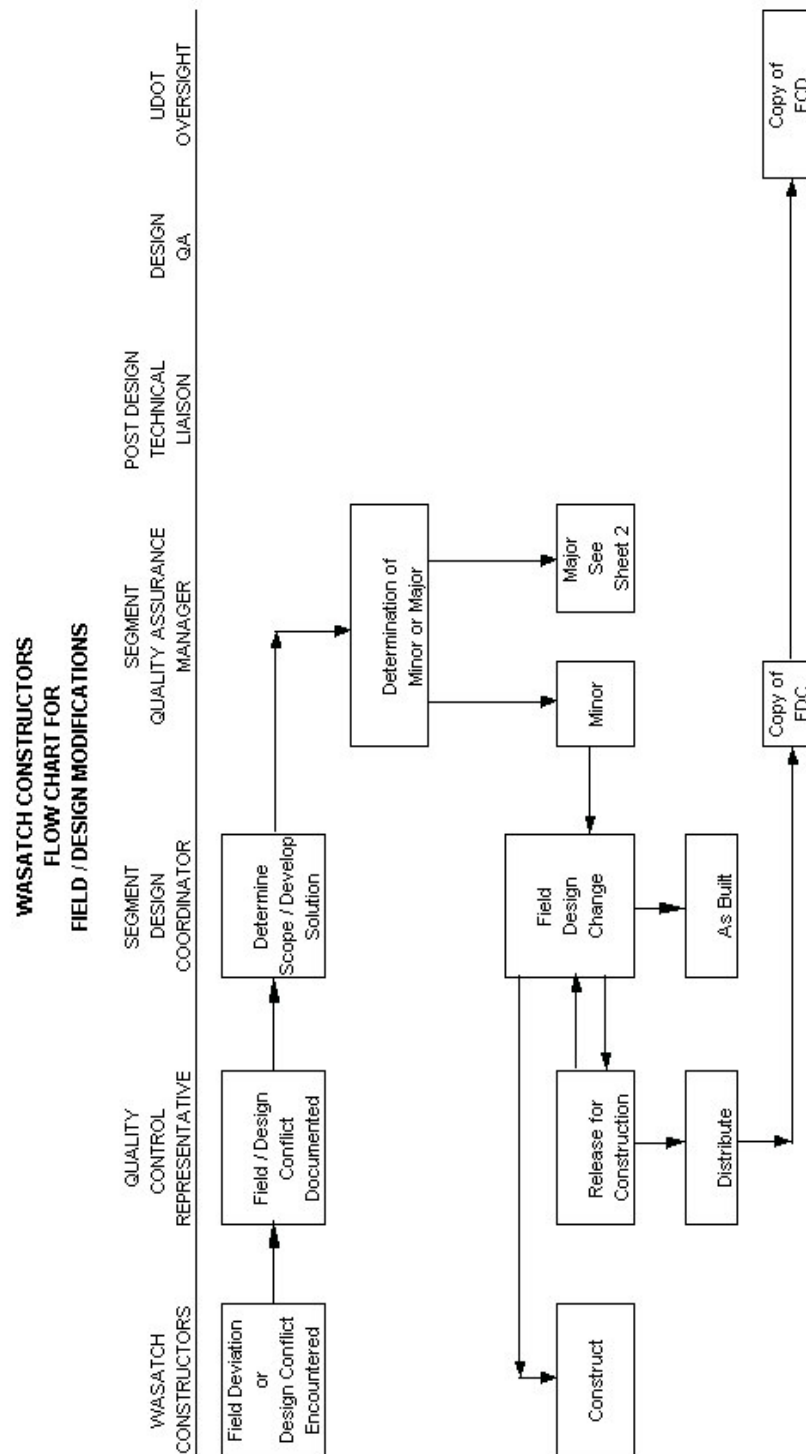 WASATCH CONSTRUCTORS
FLOW CHART FOR
FIELD / DESIGN MODIFICATIONS
WASATCH
CONSTRUCTORS
QUALITY
CONTROL
REPRESENTATIVE
SEGMENT
DESIGN
COORDINATOR
SEGMENT
QUALITY ASSURANCE
MANAGER
POST DESIGN
TECHNICAL
LIAISON
DESIGN
QA
UDOT
OVERSIGHT
Field Deviation
or
Design Conflict
Encountered
Field / Design
Conflict
Documented
Determine
Scope / Develop
Solution
Determination of
Minor or Major
Construct
Release for
Construction
Field
Design
Change
Minor
Major
See
Sheet 2
Distribute
As Built
Copy of
FDC
Copy of
FCD